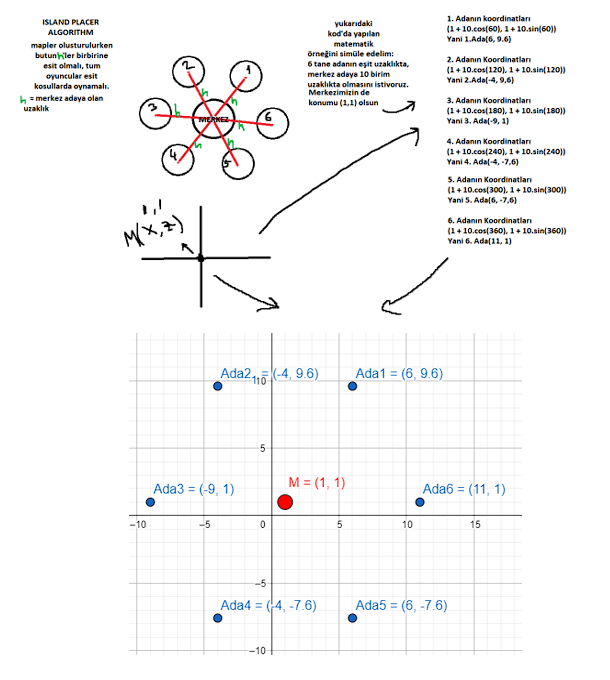 ISLAND PLACER
ALGORITHM
mapler olusturulurken
butun h'ler birbirine
esit olmalı, tum
oyuncular esit
kosullarda oynamalı.
h = merkez adaya olan
uzaklık
2
1
h
h
3
h
MERKEZ
h
6
h
h
4
5
yukarıdaki
kod'da yapılan
matematik
örneğini simüle edelim:
6 tane adanın eşit uzaklıkta,
merkez adaya 10 birim
uzaklıkta olmasını istiyoruz.
Merkezimizin de
konumu (1,1) olsun
1. Adanın koordinatları
(1 + 10.cos(60), 1 + 10.sin(60))
Yani 1.Ada(6, 9.6)
2. Adanın Koordinatları
(1 + 10.cos(120), 1 + 10.sin(120))
Yani 2.Ada(-4, 9,6)
3. Adanın Koordinatları
(1 + 10.cos(180), 1 + 10.sin(180))
Yani 3. Ada(-9, 1)
4. Adanın Koordinatları
(1 + 10.cos(240), 1 + 10.sin(240))
Yani 4. Ada(-4, -7,6)
5. Adanın Koordinatları
(1 + 10.cos(300), 1 + 10.sin(300))
Yani 5. Ada(6, -7,6)
6. Adanın Koordinatları
(1 + 10.cos(360), 1 + 10.sin(360))
Yani 6. Ada(11, 1)
1,1
M(x,z)
Ada2₁ = (-4, 9.6)
Ada1 = (6, 9.6)
10
5
M = (1, 1)
Ada3 = (-9, 1)
Ada6 = (11, 1)
−10 −5 0 5 10 15
−5
Ada4 = (-4, -7.6)
Ada5 = (6, -7.6)
−10